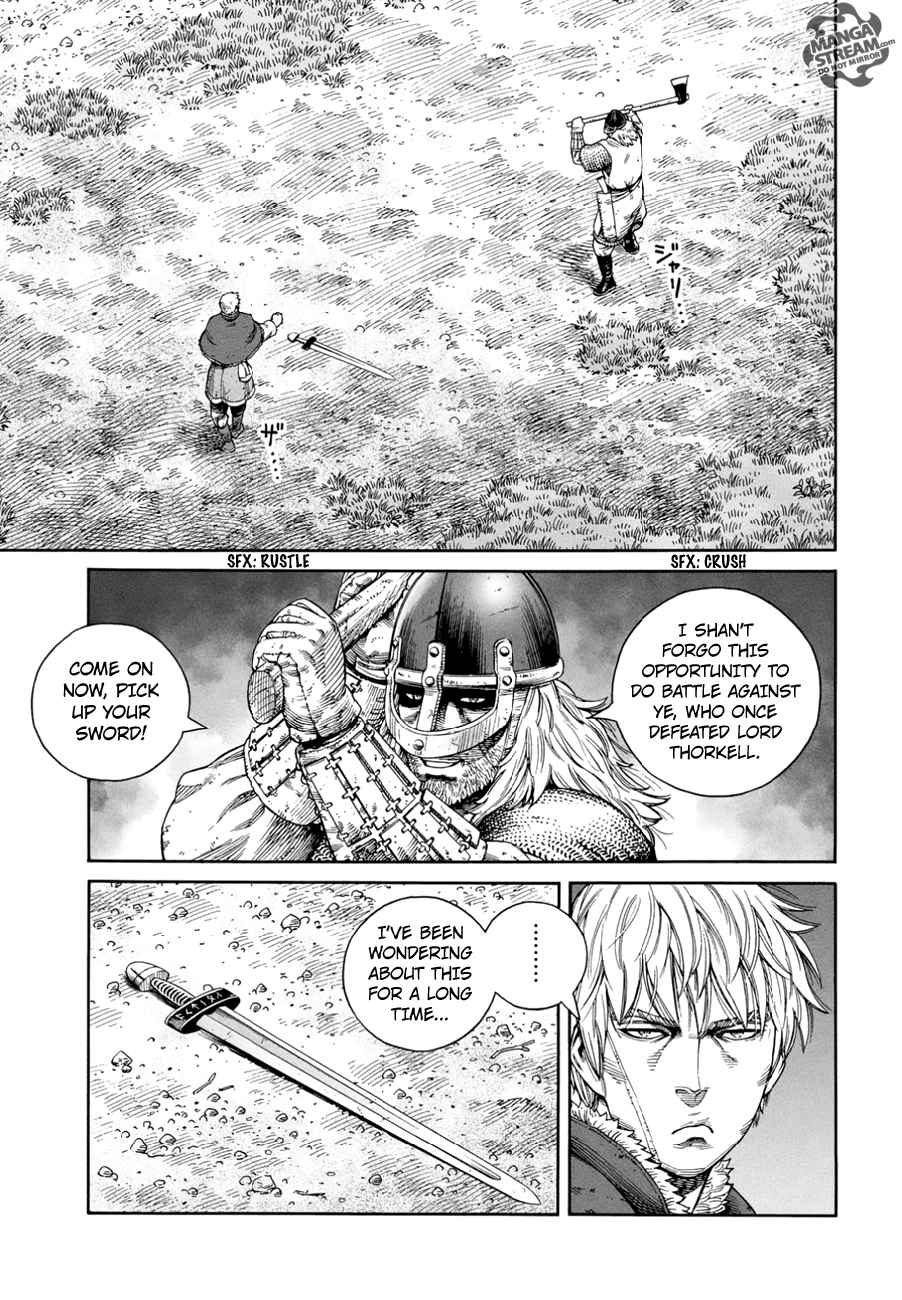 MANGA
STREAM.com
DO NOT MIRROR
ジャリ...
ザ...
SFX: RUSTLE
SFX: CRUSH
I SHAN'T
FORGO THIS
OPPORTUNITY TO
DO BATTLE AGAINST
YE, WHO ONCE
DEFEATED LORD
THORKELL.
COME ON
NOW, PICK
UP YOUR
SWORD!
........
I'VE BEEN
WONDERING
ABOUT THIS
FOR A LONG
TIME...